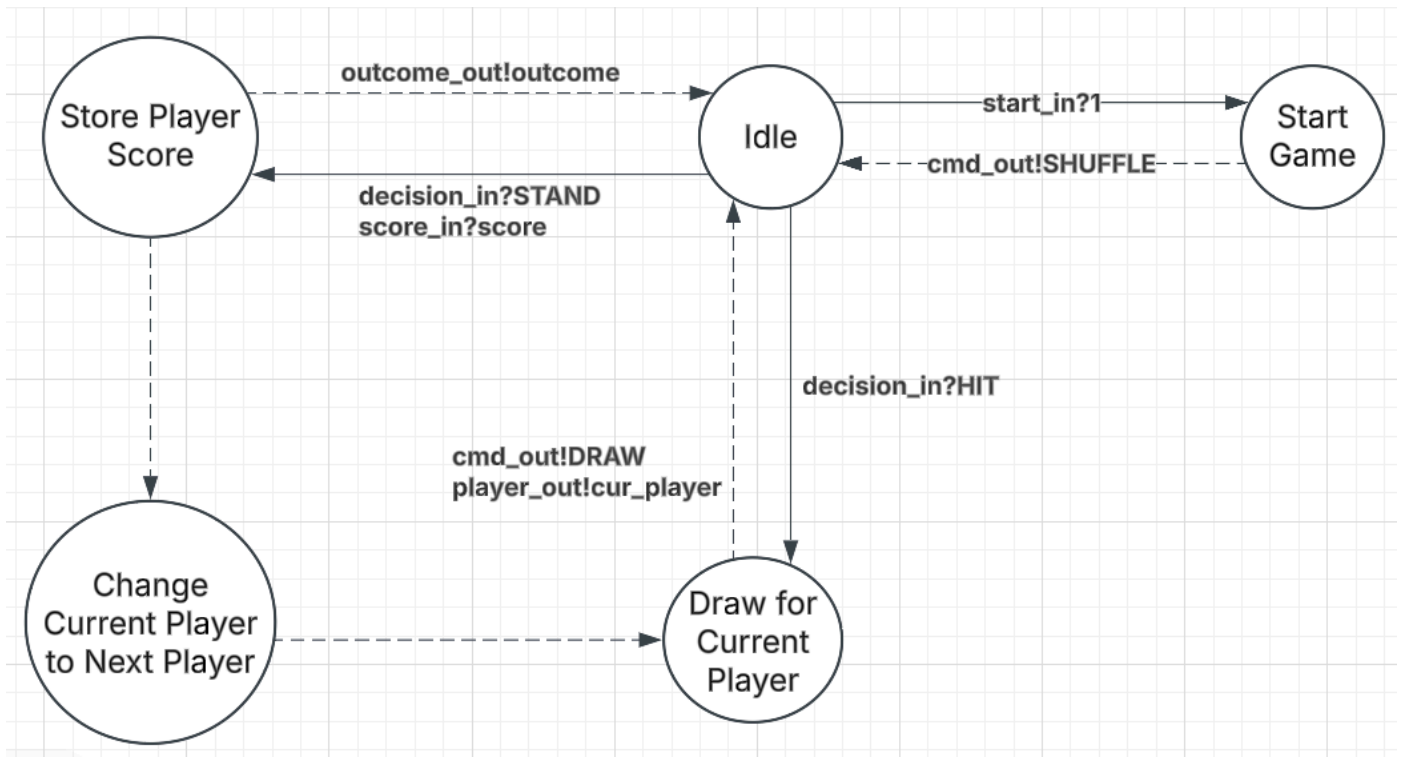 outcome_out!outcome
Store Player
Score
Idle
start_in?1
Start
Game
cmd_out!SHUFFLE
decision_in?STAND
score_in?score
decision_in?HIT
cmd_out!DRAW
player_out!cur_player
Change
Current Player
to Next Player
Draw for
Current
Player